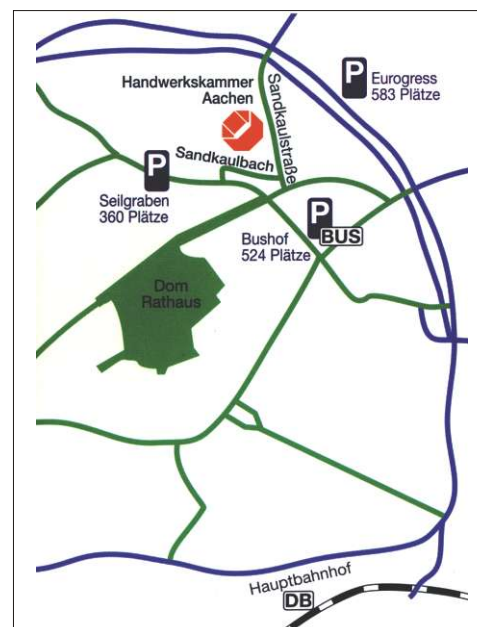 P
Eurogress
583 Plätze
Handwerkskammer
Aachen
Sandkaulstraße
Sandkaulbach
P
Seilgraben
360 Plätze
P
BUS
Bushof
524 Plätze
Dom
Rathaus
Hauptbahnhof
DB